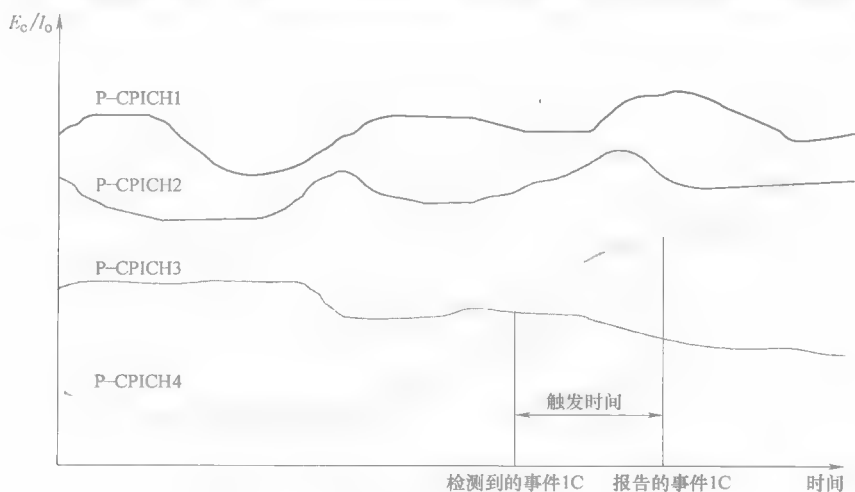 Ec/Io
P-CPICH1
P-CPICH2
P-CPICH3
P-CPICH4
触发时间
检测到的事件1C
报告的事件1C
时间